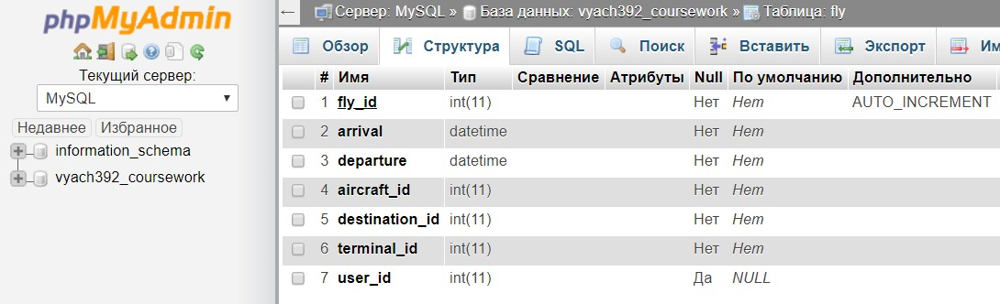 phpMyAdmin
Текущий сервер:
MySQL
Недавнее Избранное
information_schema
vyach392_coursework
Сервер: MySQL » База данных: vyach392_coursework » Таблица: fly
Обзор Структура SQL Поиск Вставить Экспорт Им
# Имя Тип Сравнение Атрибуты Null По умолчанию Дополнительно
1 fly_id int(11) Нет Нет AUTO_INCREMENT
2 arrival datetime Нет Нет
3 departure datetime Нет Нет
4 aircraft_id int(11) Нет Нет
5 destination_id int(11) Нет Нет
6 terminal_id int(11) Нет Нет
7 user_id int(11) Да NULL